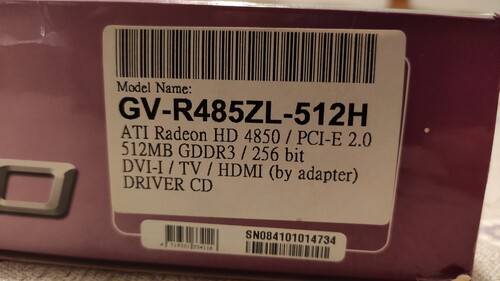 Model Name:
GV-R485ZL-512H
ATI Radeon HD 4850 / PCI-E 2.0
512MB GDDR3 / 256 bit
DVI-I / TV / HDMI (by adapter)
DRIVER CD
SN084101014734